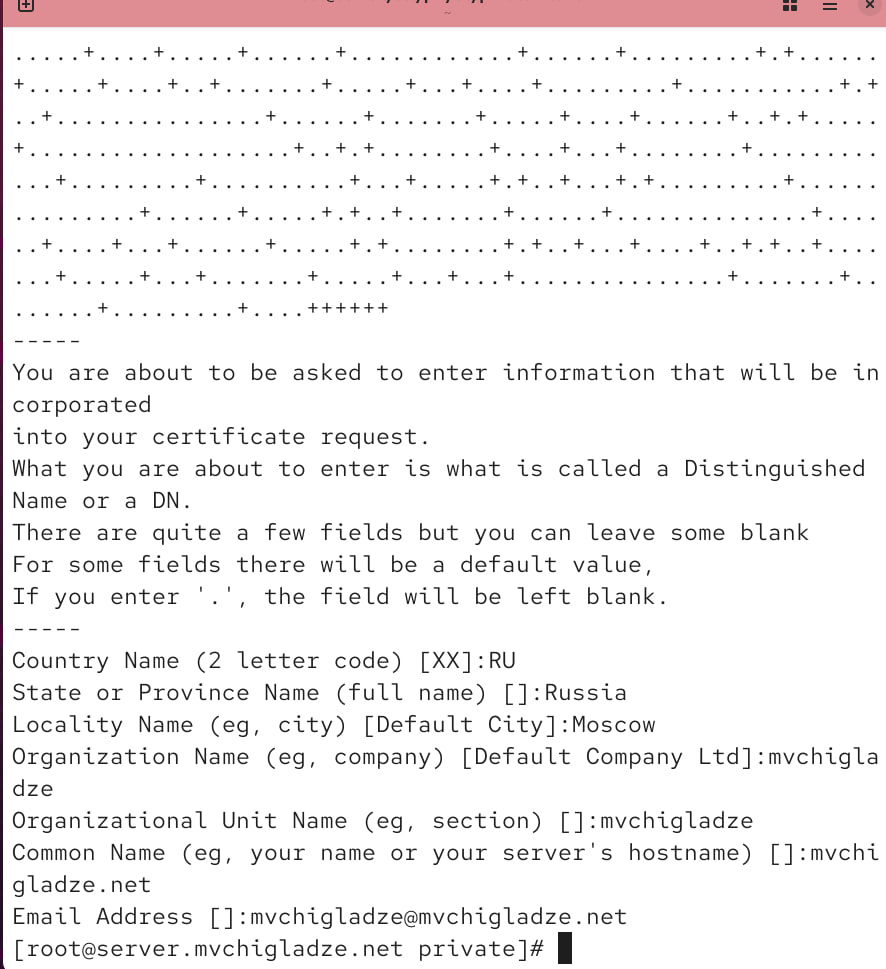 .....+....+.....+......+............+......+.........+.+......
+.....+....+..+.......+.....+...+....+.........+...........+.+
..+...............+......+.......+.....+....+......+..+.+.....
+...................+..+.+........+....+...+........+.........
...+.........+..........+...+.....+.+..+...+.+.........+......
.........+......+.....+.+..+.......+......+..............+....
..+....+...+......+.....+.+........+.+..+...+....+..+.+..+....
...+.....+...+.......+.....+...+...+...............+.......+..
......+.........+....++++++
-----
You are about to be asked to enter information that will be in
corporated
into your certificate request.
What you are about to enter is what is called a Distinguished
Name or a DN.
There are quite a few fields but you can leave some blank
For some fields there will be a default value,
If you enter '.', the field will be left blank.
-----
Country Name (2 letter code) [XX]:RU
State or Province Name (full name) []:Russia
Locality Name (eg, city) [Default City]:Moscow
Organization Name (eg, company) [Default Company Ltd]:mvchigla
dze
Organizational Unit Name (eg, section) []:mvchigladze
Common Name (eg, your name or your server's hostname) []:mvchi
gladze.net
Email Address []:mvchigladze@mvchigladze.net
[root@server.mvchigladze.net private]#